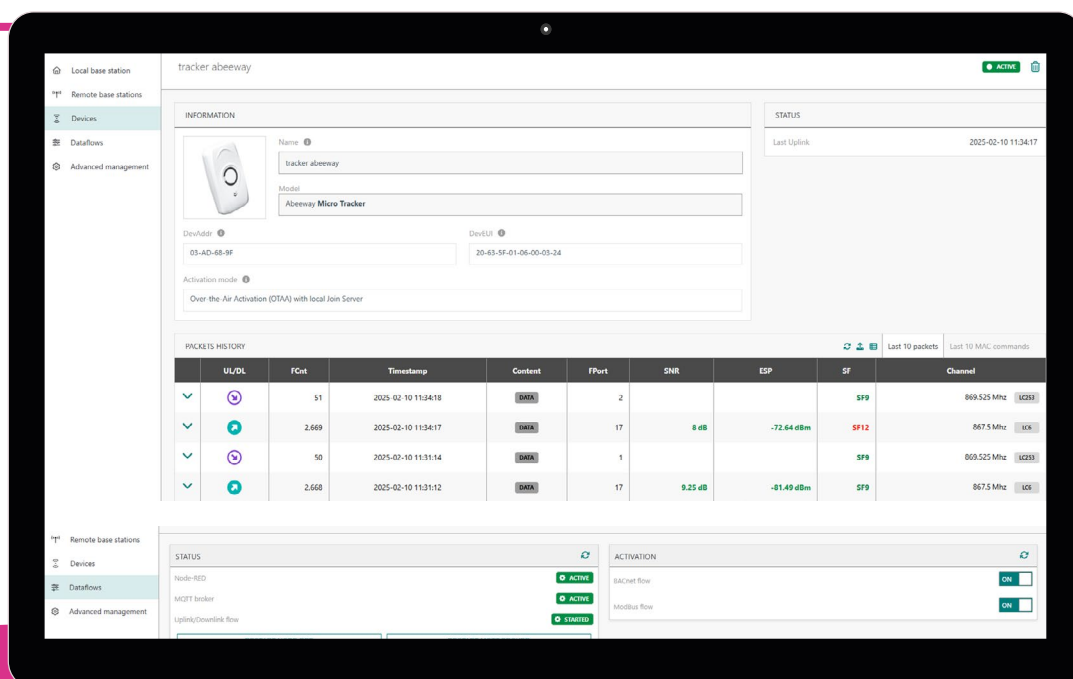 Local base station
Remote base stations
Devices
Dataflows
Advanced management
tracker abeeway
ACTIVE
INFORMATION
Name
tracker abeeway
Model
Abeeway Micro Tracker
DevAddr
DevEUI
03-AD-68-9F
20-63-5F-01-06-00-03-24
Activation mode
Over-the-Air Activation (OTAA) with local Join Server
STATUS
Last Uplink 2025-02-10 11:34:17
PACKETS HISTORY
Last 10 packets Last 10 MAC commands
UL/DL FCnt Timestamp Content FPort SNR ESP SF Channel
51 2025-02-10 11:34:18 DATA 2 SF9 869.525 Mhz LC253
2,669 2025-02-10 11:34:17 DATA 17 8 dB -72.64 dBm SF12 867.5 Mhz LC6
50 2025-02-10 11:31:14 DATA 1 SF9 869.525 Mhz LC253
2,668 2025-02-10 11:31:12 DATA 17 9.25 dB -81.49 dBm SF9 867.5 Mhz LC6
Remote base stations
Devices
Dataflows
Advanced management
STATUS
Node-RED ACTIVE
MQTT broker ACTIVE
Uplink/Downlink flow STARTED
ACTIVATION
BACnet flow ON
ModBus flow ON